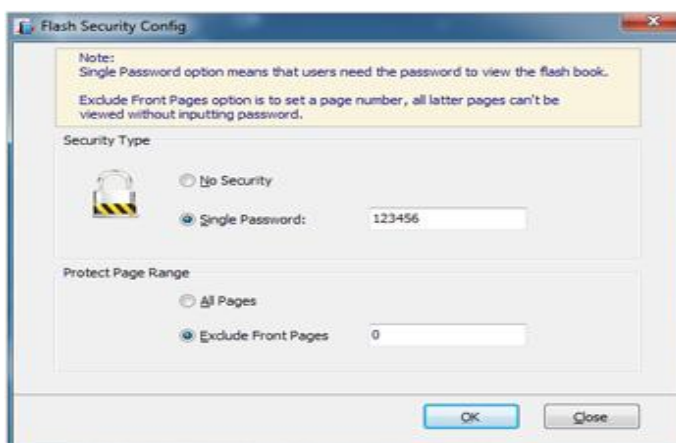 Flash Security Config
Note:
Single Password option means that users need the password to view the flash book.
Exclude Front Pages option is to set a page number, all latter pages can't be
viewed without inputting password.
Security Type
No Security
Single Password:
123456
Protect Page Range
All Pages
Exclude Front Pages
0
OK
Close